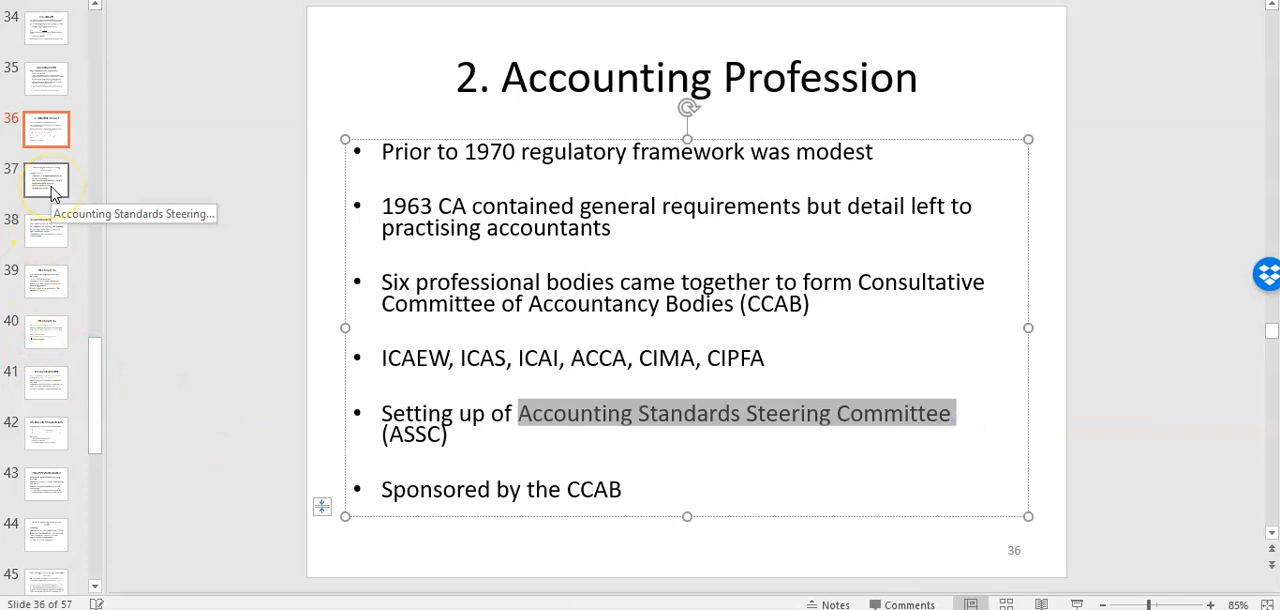 34
35
36
37
38
39
40
41
42
43
44
45
Accounting Standards Steering...
2. Accounting Profession
• Prior to 1970 regulatory framework was modest
• 1963 CA contained general requirements but detail left to
practising accountants
• Six professional bodies came together to form Consultative
Committee of Accountancy Bodies (CCAB)
• ICAEW, ICAS, ICAI, ACCA, CIMA, CIPFA
• Setting up of Accounting Standards Steering Committee
(ASSC)
• Sponsored by the CCAB
36
Slide 36 of 57
Notes
Comments
85%